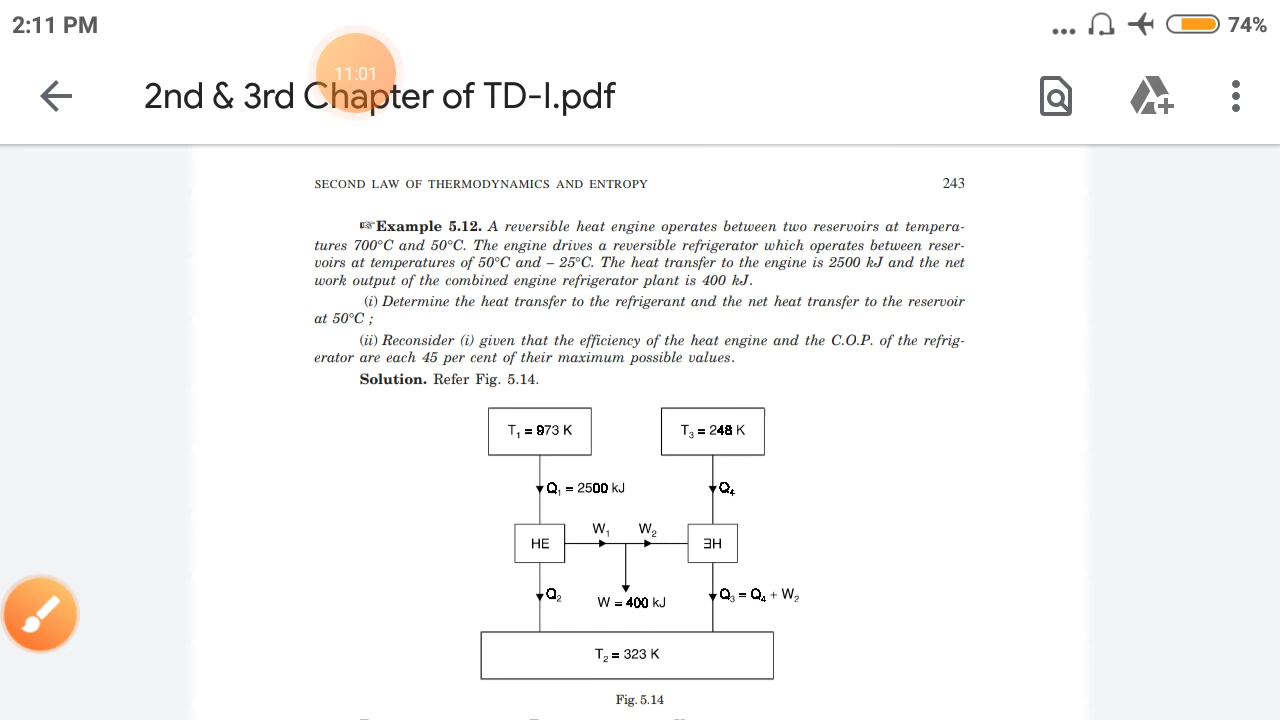 2:11 PM
74%
11:01
2nd & 3rd Chapter of TD-I.pdf
SECOND LAW OF THERMODYNAMICS AND ENTROPY 243
☞Example 5.12. A reversible heat engine operates between two reservoirs at tempera-
tures 700°C and 50°C. The engine drives a reversible refrigerator which operates between reser-
voirs at temperatures of 50°C and – 25°C. The heat transfer to the engine is 2500 kJ and the net
work output of the combined engine refrigerator plant is 400 kJ.
(i) Determine the heat transfer to the refrigerant and the net heat transfer to the reservoir
at 50°C ;
(ii) Reconsider (i) given that the efficiency of the heat engine and the C.O.P. of the refrig-
erator are each 45 per cent of their maximum possible values.
Solution. Refer Fig. 5.14.
T₁ = 973 K
T₃ = 248 K
Q₁ = 2500 kJ
Q₄
W₁
W₂
HE
ƎH
Q₂
W = 400 kJ
Q₃ = Q₄ + W₂
T₂ = 323 K
Fig. 5.14